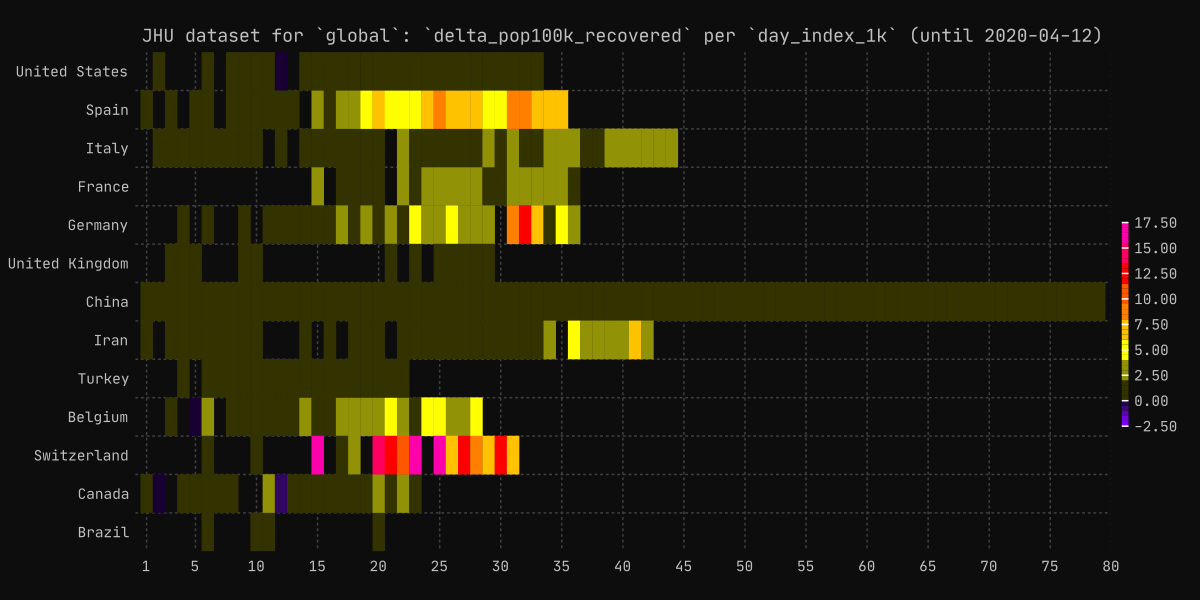 JHU dataset for `global`: `delta_pop100k_recovered` per `day_index_1k` (until 2020-04-12)
United States
Spain
Italy
France
Germany
United Kingdom
China
Iran
Turkey
Belgium
Switzerland
Canada
Brazil
1 5 10 15 20 25 30 35 40 45 50 55 60 65 70 75 80
17.50
15.00
12.50
10.00
7.50
5.00
2.50
0.00
−2.50